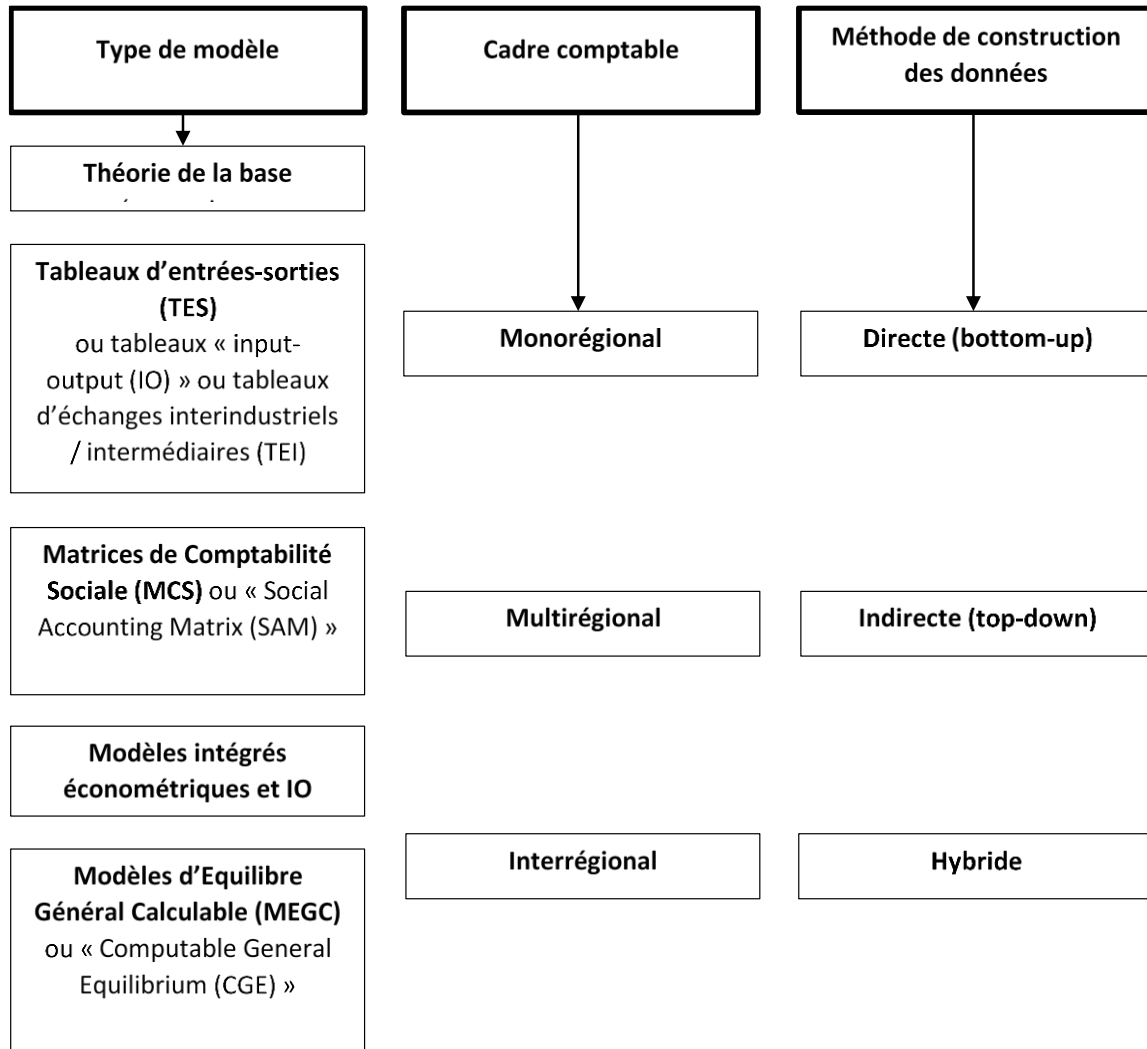 Type de modèle
Cadre comptable
Méthode de construction
des données
Théorie de la base
Tableaux d'entrées-sorties
(TES)
ou tableaux « input-
output (IO) » ou tableaux
d'échanges interindustriels
/ intermédiaires (TEI)
Matrices de Comptabilité
Sociale (MCS) ou « Social
Accounting Matrix (SAM) »
Modèles intégrés
économétriques et IO
Modèles d'Equilibre
Général Calculable (MEGC)
ou « Computable General
Equilibrium (CGE) »
Monorégional
Multirégional
Interrégional
Directe (bottom-up)
Indirecte (top-down)
Hybride